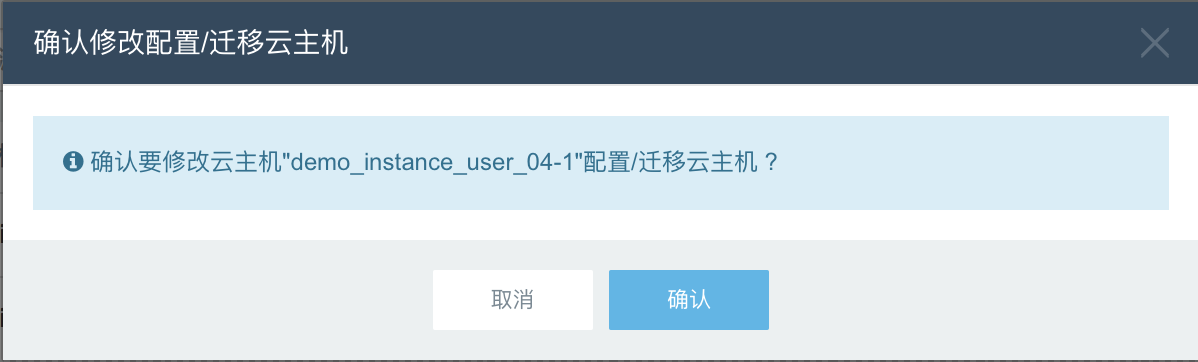 确认修改配置/迁移云主机
确认要修改云主机"demo_instance_user_04-1"配置/迁移云主机？
取消
确认